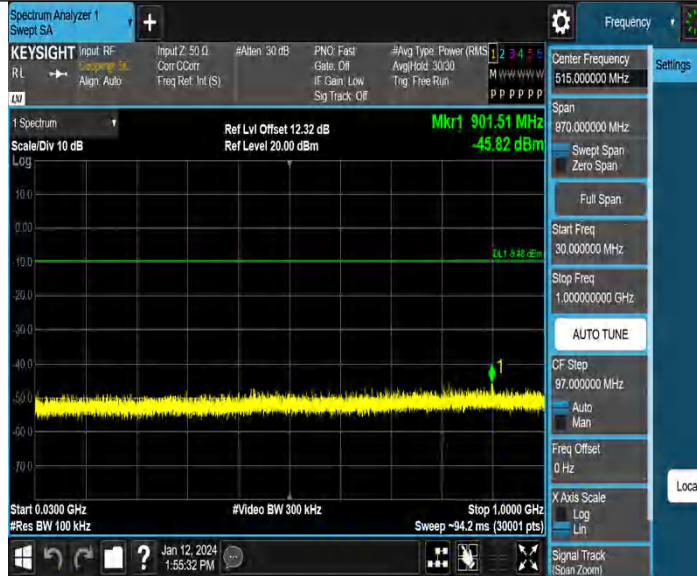 Spectrum Analyzer 1
Swept SA
+
Frequency
KEYSIGHT
Input: RF
Input Z: 50 Ω
#Atten: 30 dB
PNO: Fast
#Avg Type: Power (RMS
1 2 3 4 5 6
RL
Corr CCorr
Gate: Off
Avg|Hold: 30/30
M W W W W W
Align: Auto
Freq Ref: Int (S)
IF Gain: Low
Trig: Free Run
Sig Track: Off
P P P P P P
1 Spectrum
Scale/Div 10 dB
Ref Lvl Offset 12.32 dB
Ref Level 20.00 dBm
Mkr1 901.51 MHz
-45.82 dBm
Log
10.0
0.00
-10.0
-20.0
-30.0
-40.0
-50.0
-60.0
-70.0
1
Start 0.0300 GHz
#Video BW 300 kHz
Stop 1.0000 GHz
#Res BW 100 kHz
Sweep ~94.2 ms (30001 pts)
Center Frequency
515.000000 MHz
Settings
Span
970.000000 MHz
Swept Span
Zero Span
Full Span
Start Freq
30.000000 MHz
Stop Freq
1.000000000 GHz
AUTO TUNE
CF Step
97.000000 MHz
Auto
Man
Freq Offset
0 Hz
Loca
X Axis Scale
Log
Lin
Signal Track
(Span Zoom)
?
Jan 12, 2024
1:55:32 PM